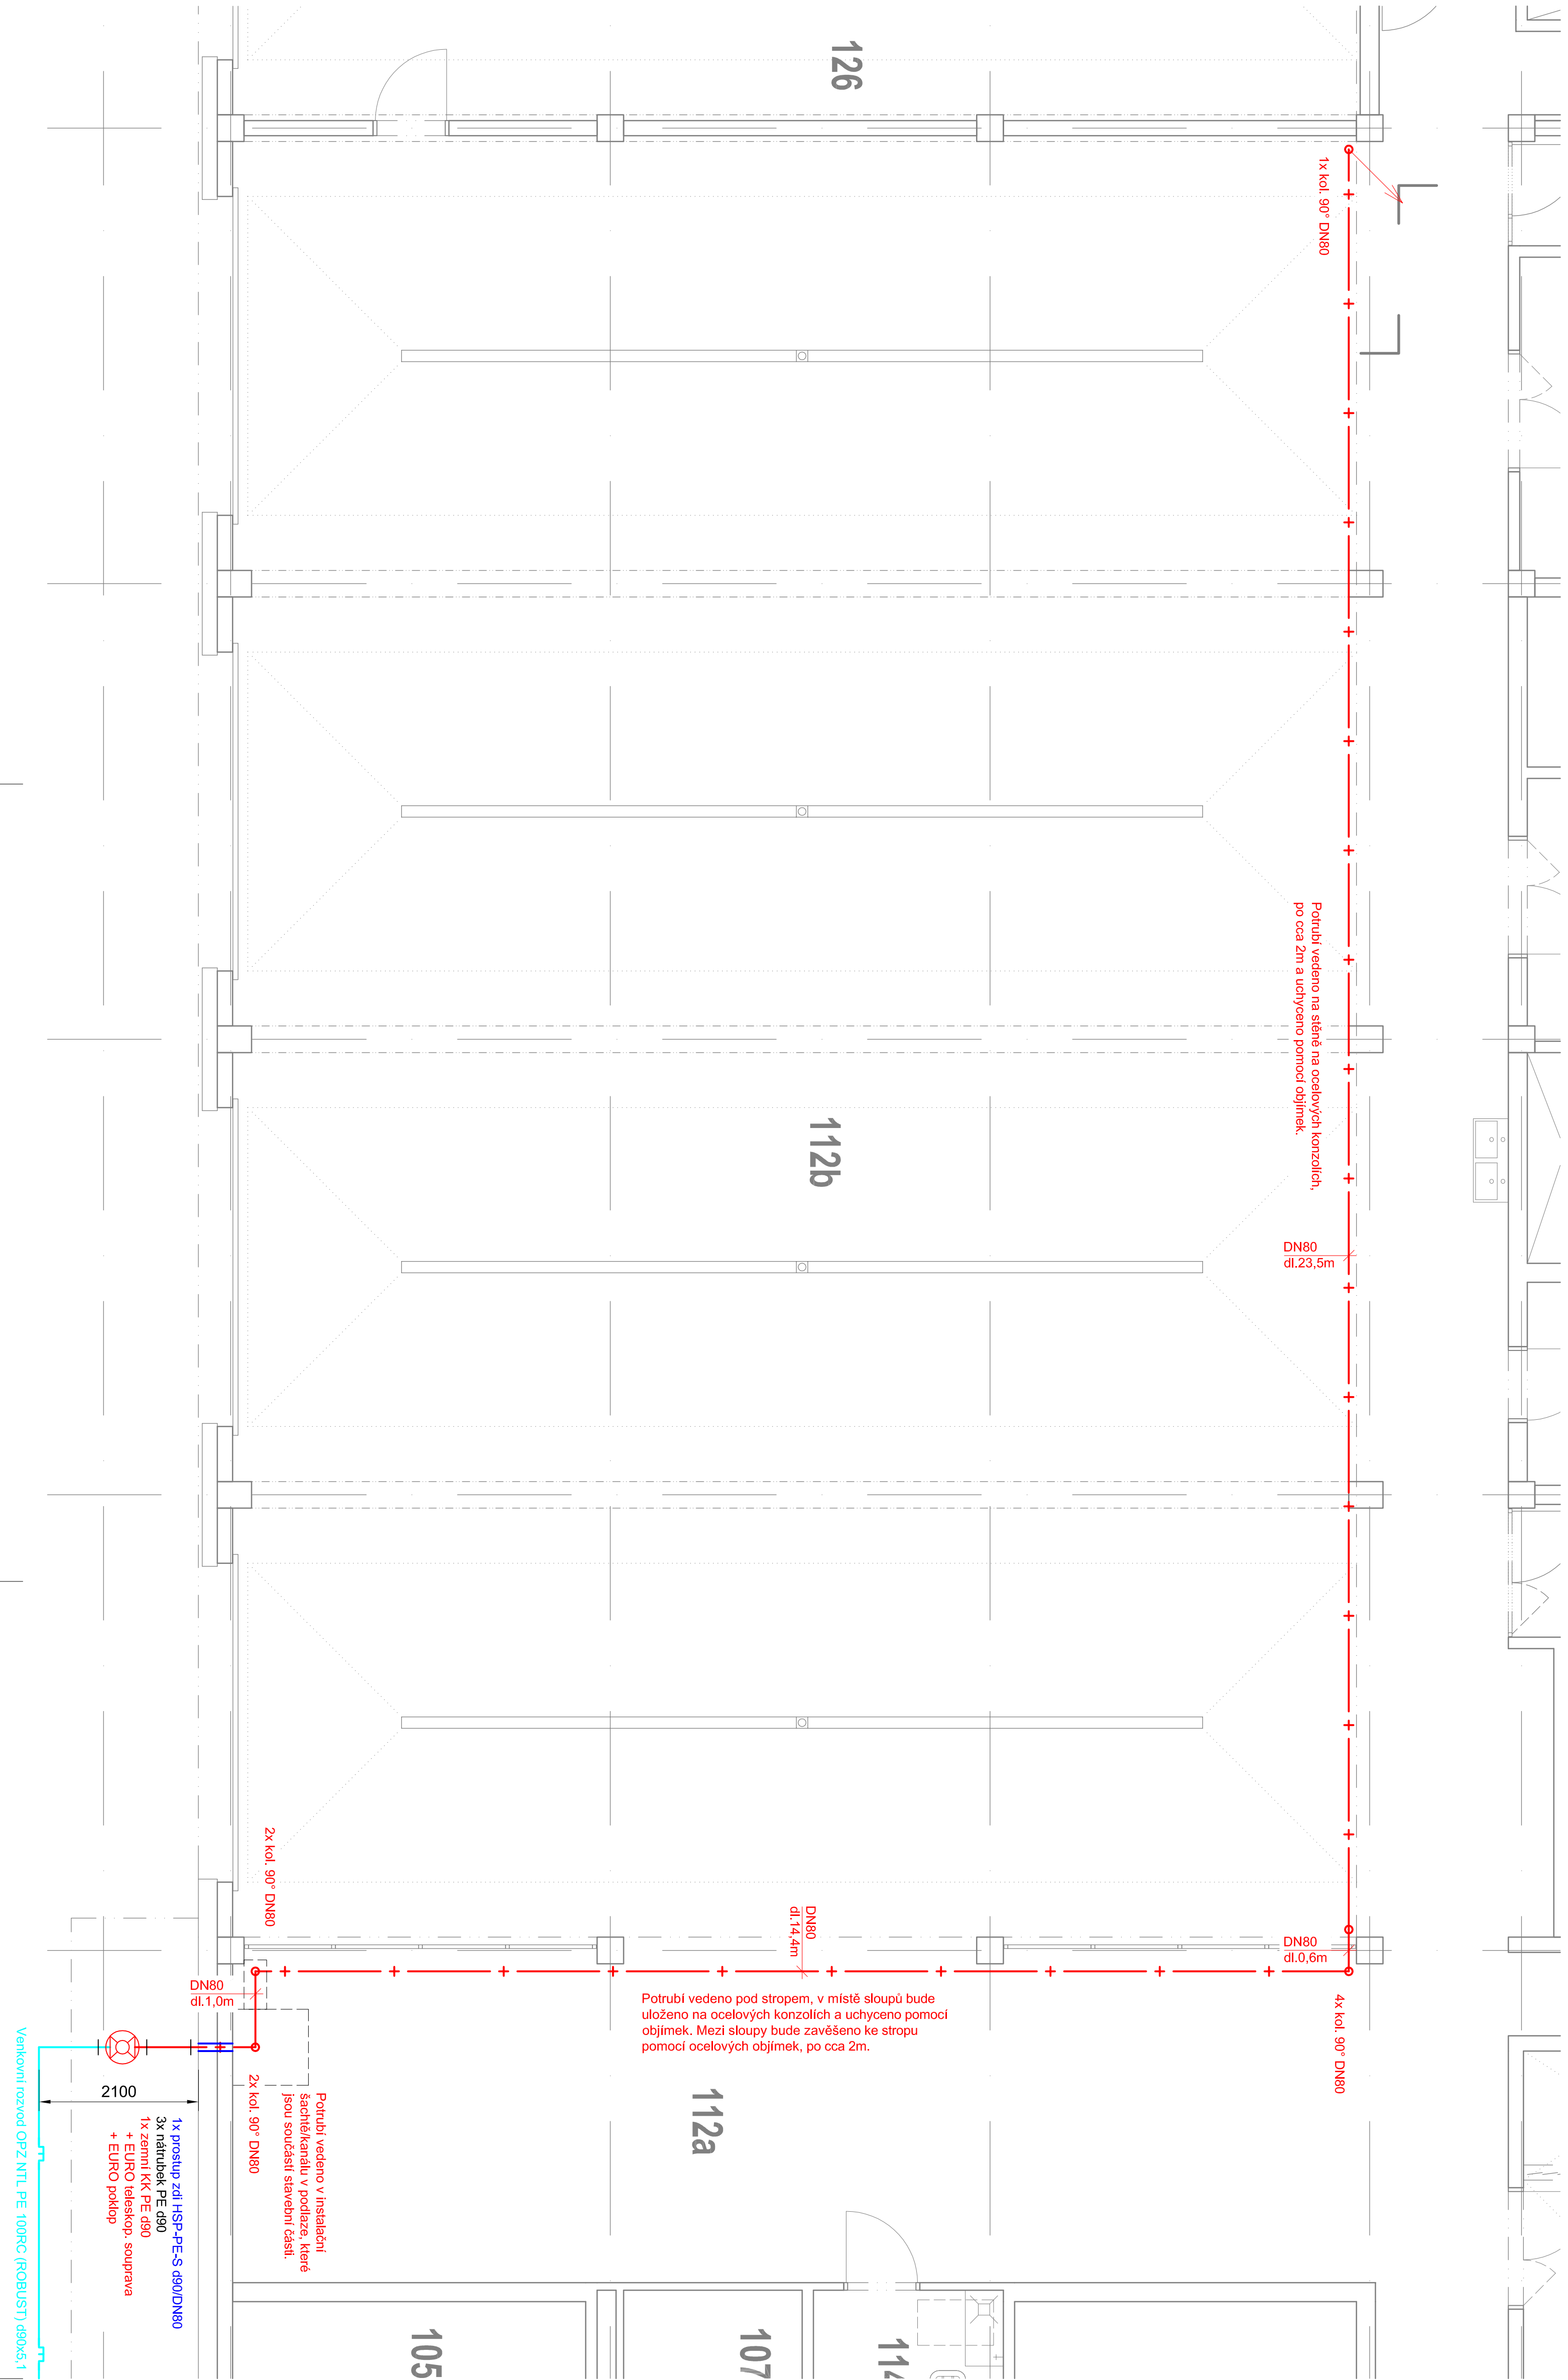 126
1x kol. 90° DN80
Potrubí vedeno na stěně na ocelových konzolích,
po cca 2m a uchyceno pomocí objímek.
112b
DN80
dl.23,5m
2x kol. 90° DN80
DN80
dl.14,4m
DN80
dl.0,6m
DN80
dl.1,0m
Potrubí vedeno pod stropem, v místě sloupů bude
uloženo na ocelových konzolích a uchyceno pomocí
objímek. Mezi sloupy bude zavěšeno ke stropu
pomocí ocelových objímek, po cca 2m.
4x kol. 90° DN80
2x kol. 90° DN80
Potrubí vedeno v instalační
šachtě/kanálu v podlaze, které
jsou součástí stavební části.
112a
2100
1x prostup zdí HSP-PE-S d90/DN80
3x nátrubek PE d90
1x zemní KK PE d90
+ EURO teleskop. souprava
+ EURO poklop
Venkovní rozvod OPZ NTL PE 100RC (ROBUST) d90x5,1
105
107
114